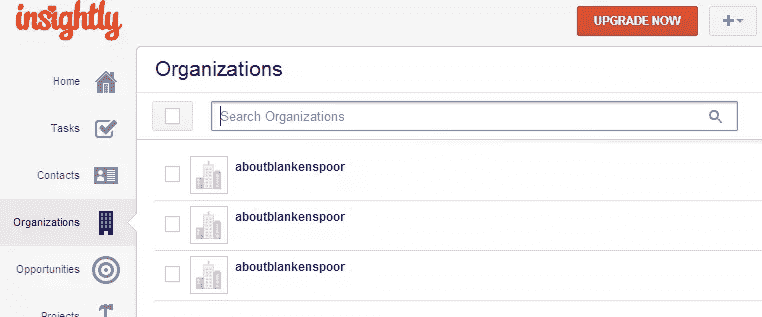 insightly
UPGRADE NOW
Home
Organizations
Tasks
Search Organizations
Contacts
aboutblankenspoor
Organizations
aboutblankenspoor
Opportunities
aboutblankenspoor
Projects